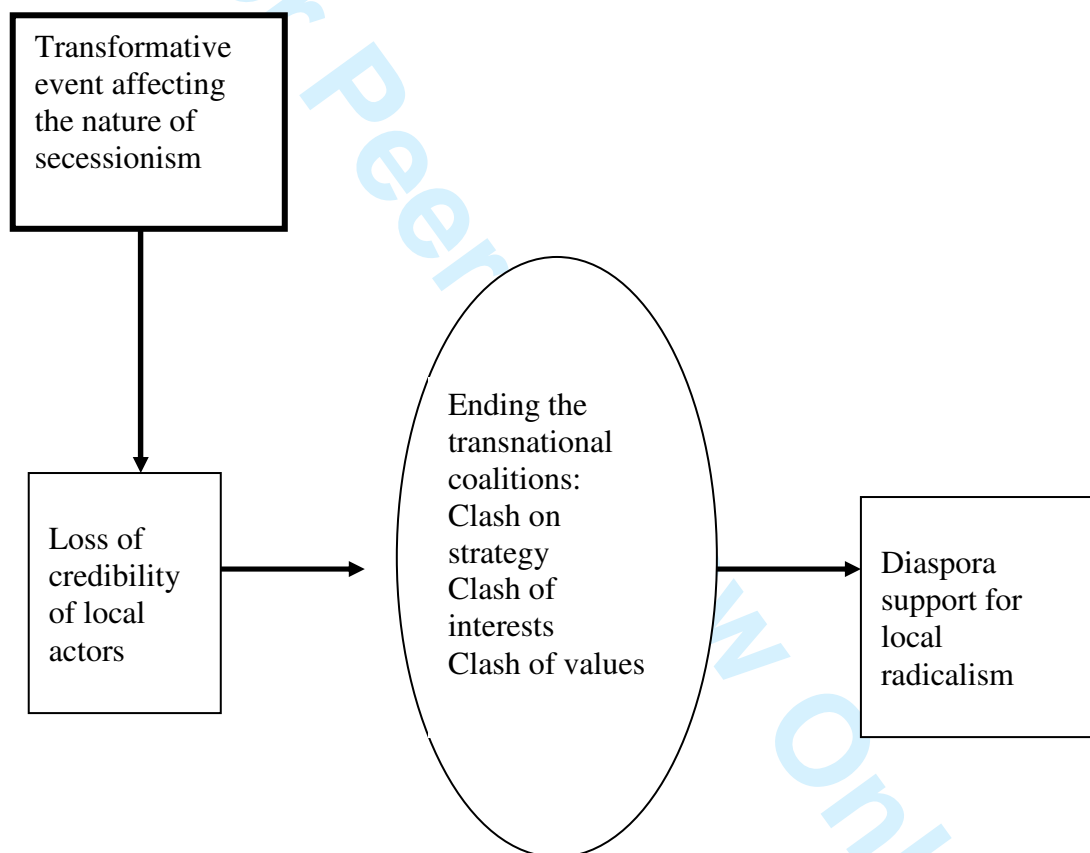 Transformative
event affecting
the nature of
secessionism
Peer
Ending the
transnational
coalitions:
Clash on
strategy
Clash of
interests
Clash of values
Loss of
credibility
of local
actors
Diaspora
support for
local
radicalism